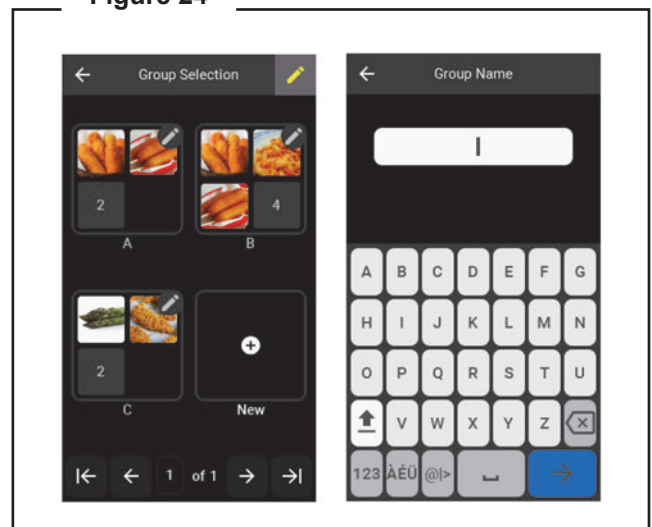 Figure 24
Group Selection
2
A
4
B
2
C
New
1 of 1
Group Name
A B C D E F G
H I J K L M N
O P Q R S T U
V W X Y Z
123 ÀÉÜ @|>